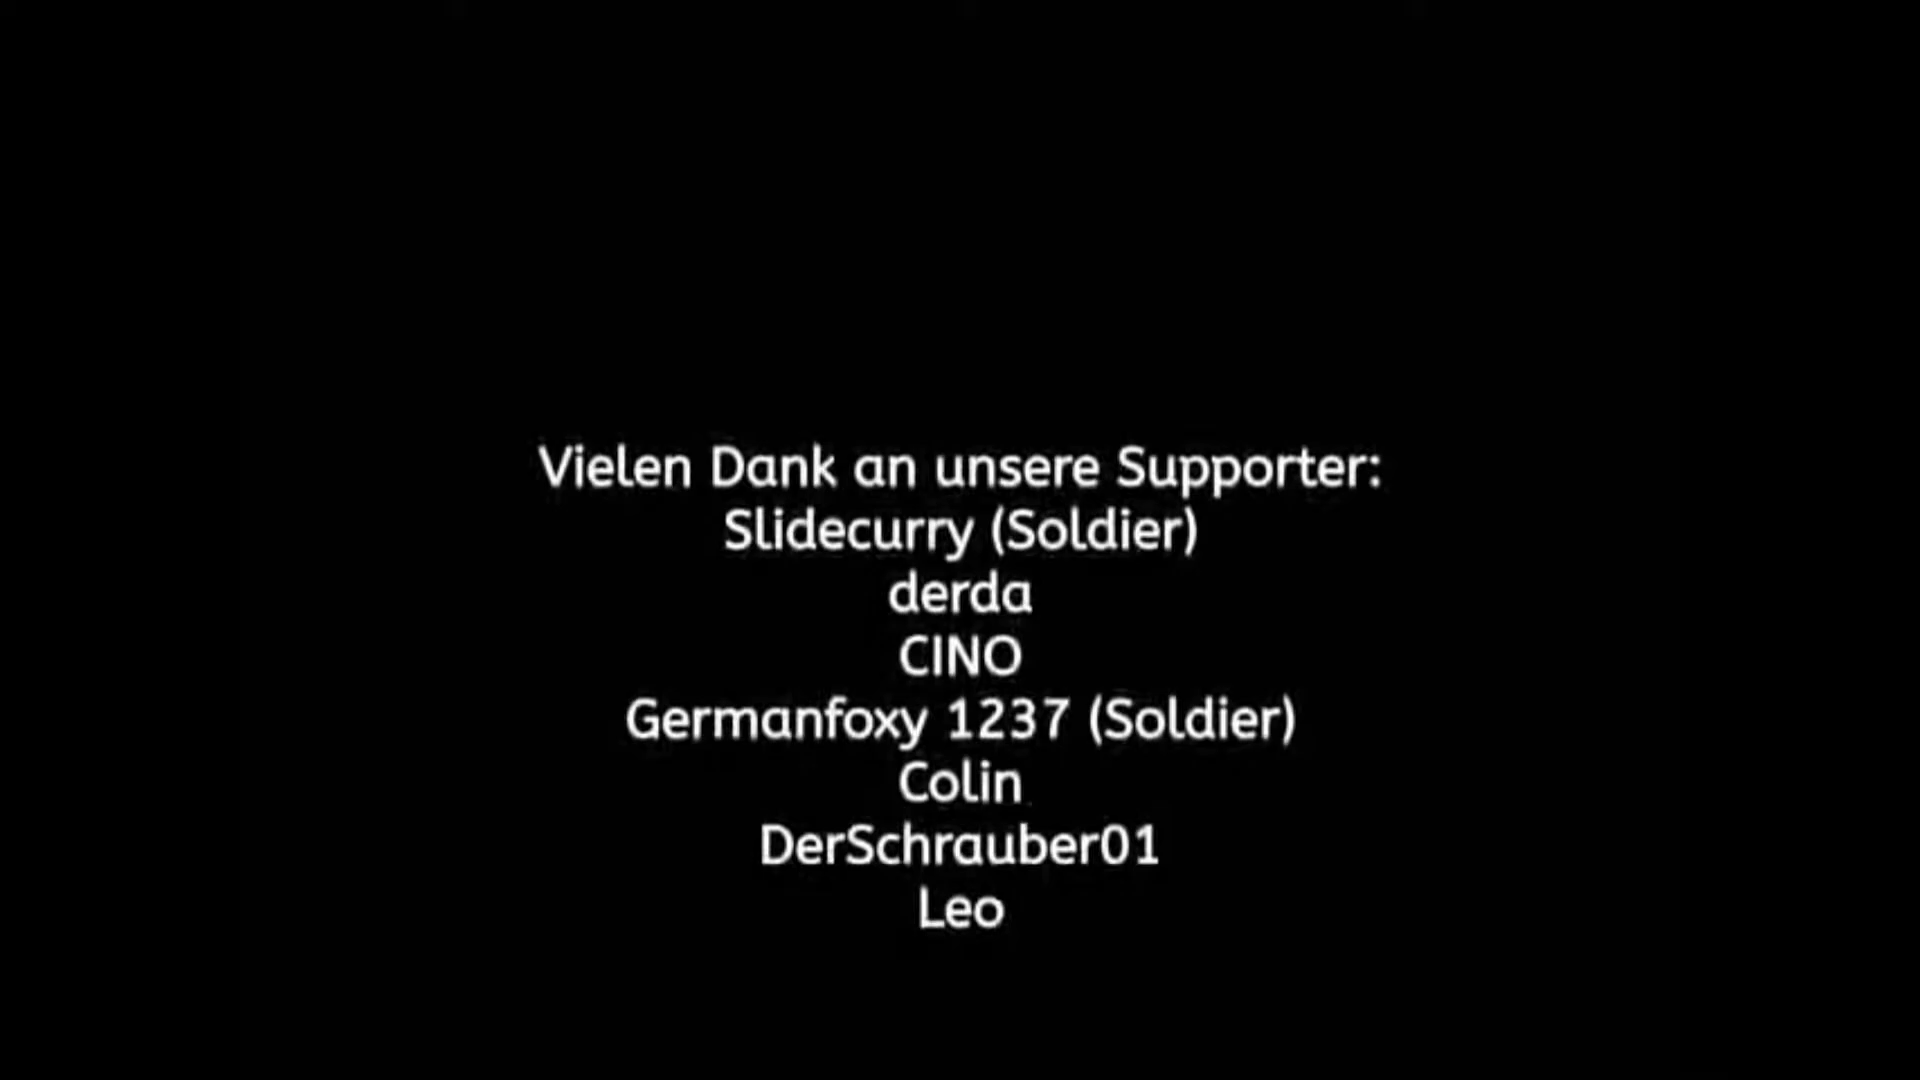 Vielen Dank an unsere Supporter:
Slidecurry (Soldier)
derda
CINO
Germanfoxy 1237 (Soldier)
Colin
DerSchrauber01
Leo